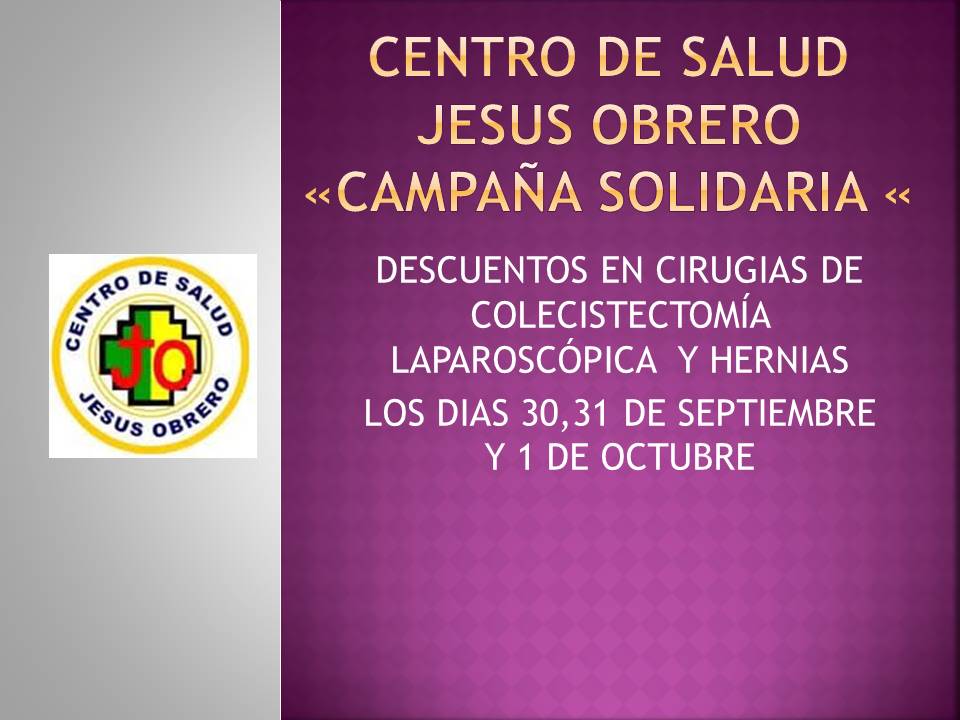 CENTRO DE SALUD
JESUS OBRERO
«CAMPAÑA SOLIDARIA «
DESCUENTOS EN CIRUGIAS DE
COLECISTECTOMÍA
LAPAROSCÓPICA Y HERNIAS
LOS DIAS 30,31 DE SEPTIEMBRE
Y 1 DE OCTUBRE
CENTRO DE SALUD
JO
JESUS OBRERO